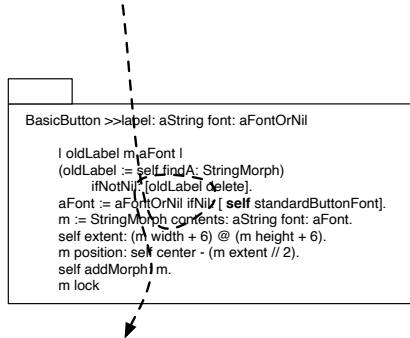 BasicButton >>label: aString font: aFontOrNil
| oldLabel m aFont |
(oldLabel := self findA: StringMorph)
ifNotNil: [oldLabel delete].
aFont := aFontOrNil ifNil: [ self standardButtonFont].
m := StringMorph contents: aString font: aFont.
self extent: (m width + 6) @ (m height + 6).
m position: self center - (m extent // 2).
self addMorph: m.
m lock